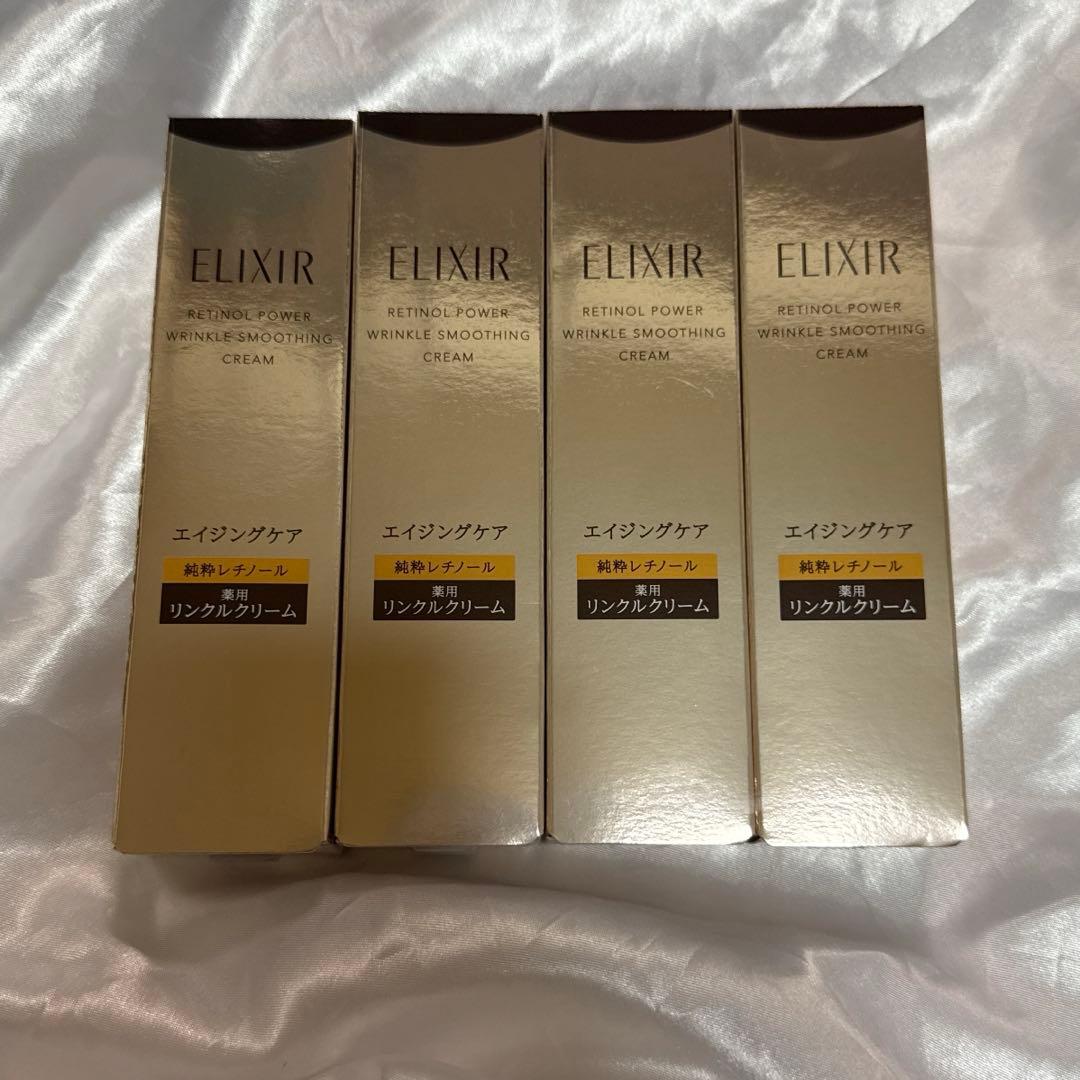 ELIXIR
RETINOL POWER
WRINKLE SMOOTHING
CREAM
エイジングケア
純粋レチノール
薬用
リンクルクリーム
ELIXIR
RETINOL POWER
WRINKLE SMOOTHING
CREAM
エイジングケア
純粋レチノール
薬用
リンクルクリーム
ELIXIR
RETINOL POWER
WRINKLE SMOOTHING
CREAM
エイジングケア
純粋レチノール
薬用
リンクルクリーム
ELIXIR
RETINOL POWER
WRINKLE SMOOTHING
CREAM
エイジングケア
純粋レチノール
薬用
リンクルクリーム